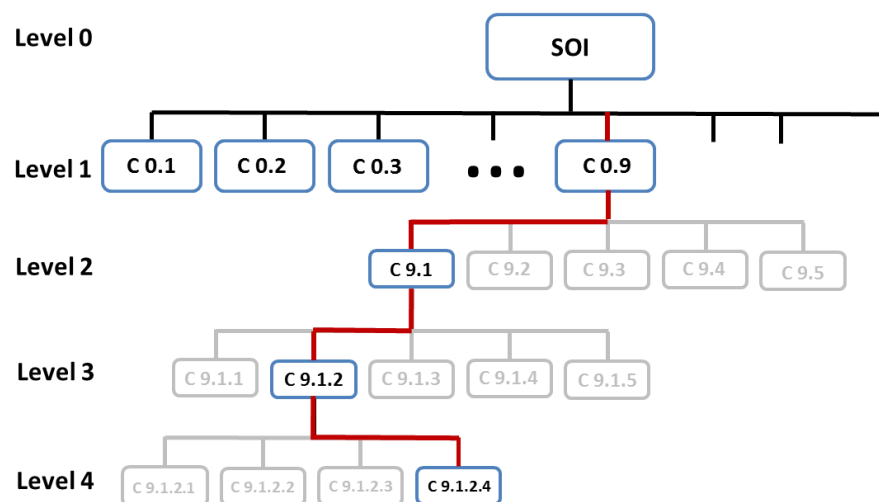 Level 0
SOI
Level 1
C 0.1
C 0.2
C 0.3
...
C 0.9
Level 2
C 9.1
C 9.2
C 9.3
C 9.4
C 9.5
Level 3
C 9.1.1
C 9.1.2
C 9.1.3
C 9.1.4
C 9.1.5
Level 4
C 9.1.2.1
C 9.1.2.2
C 9.1.2.3
C 9.1.2.4